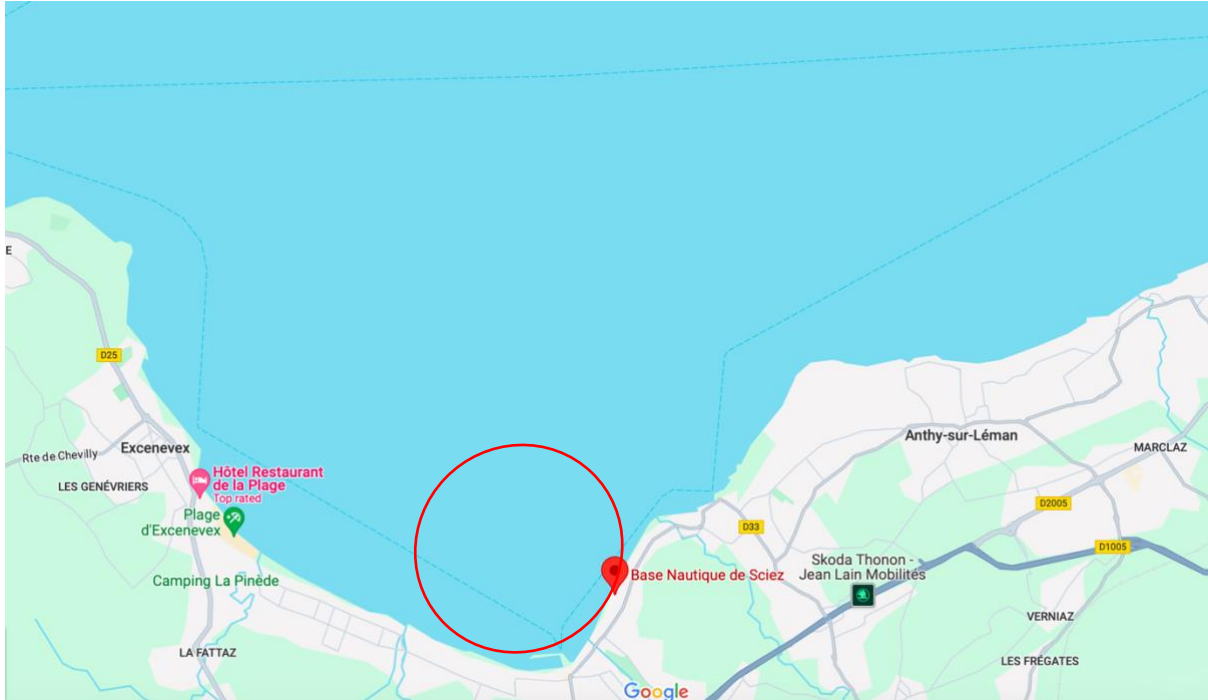 E
D25
Rte de Chevilly
Excenevex
LES GENÉVRIERS
Hôtel Restaurant
de la Plage
Top rated
Plage
d'Excenevex
Camping La Pinède
LA FATTAZ
Base Nautique de Sciez
Anthy-sur-Léman
MARCLAZ
D2005
D33
D1005
Skoda Thonon -
Jean Lain Mobilités
VERNIAZ
LES FRÉGATES
Google